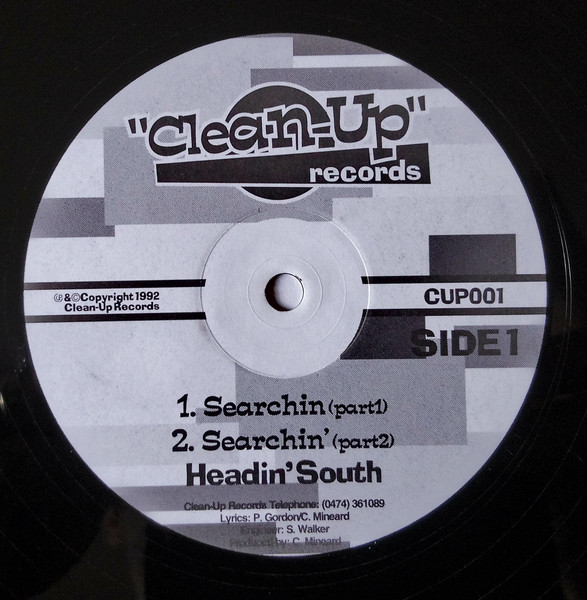 "Clean-Up"
records
℗&©Copyright 1992
Clean-Up Records
CUP001
SIDE 1
1. Searchin (part1)
2. Searchin' (part2)
Headin' South
Clean-Up Records Telephone: (0474) 361089
Lyrics: P. Gordon/C. Mineard
Engineer: S. Walker
Produced by: C. Mineard